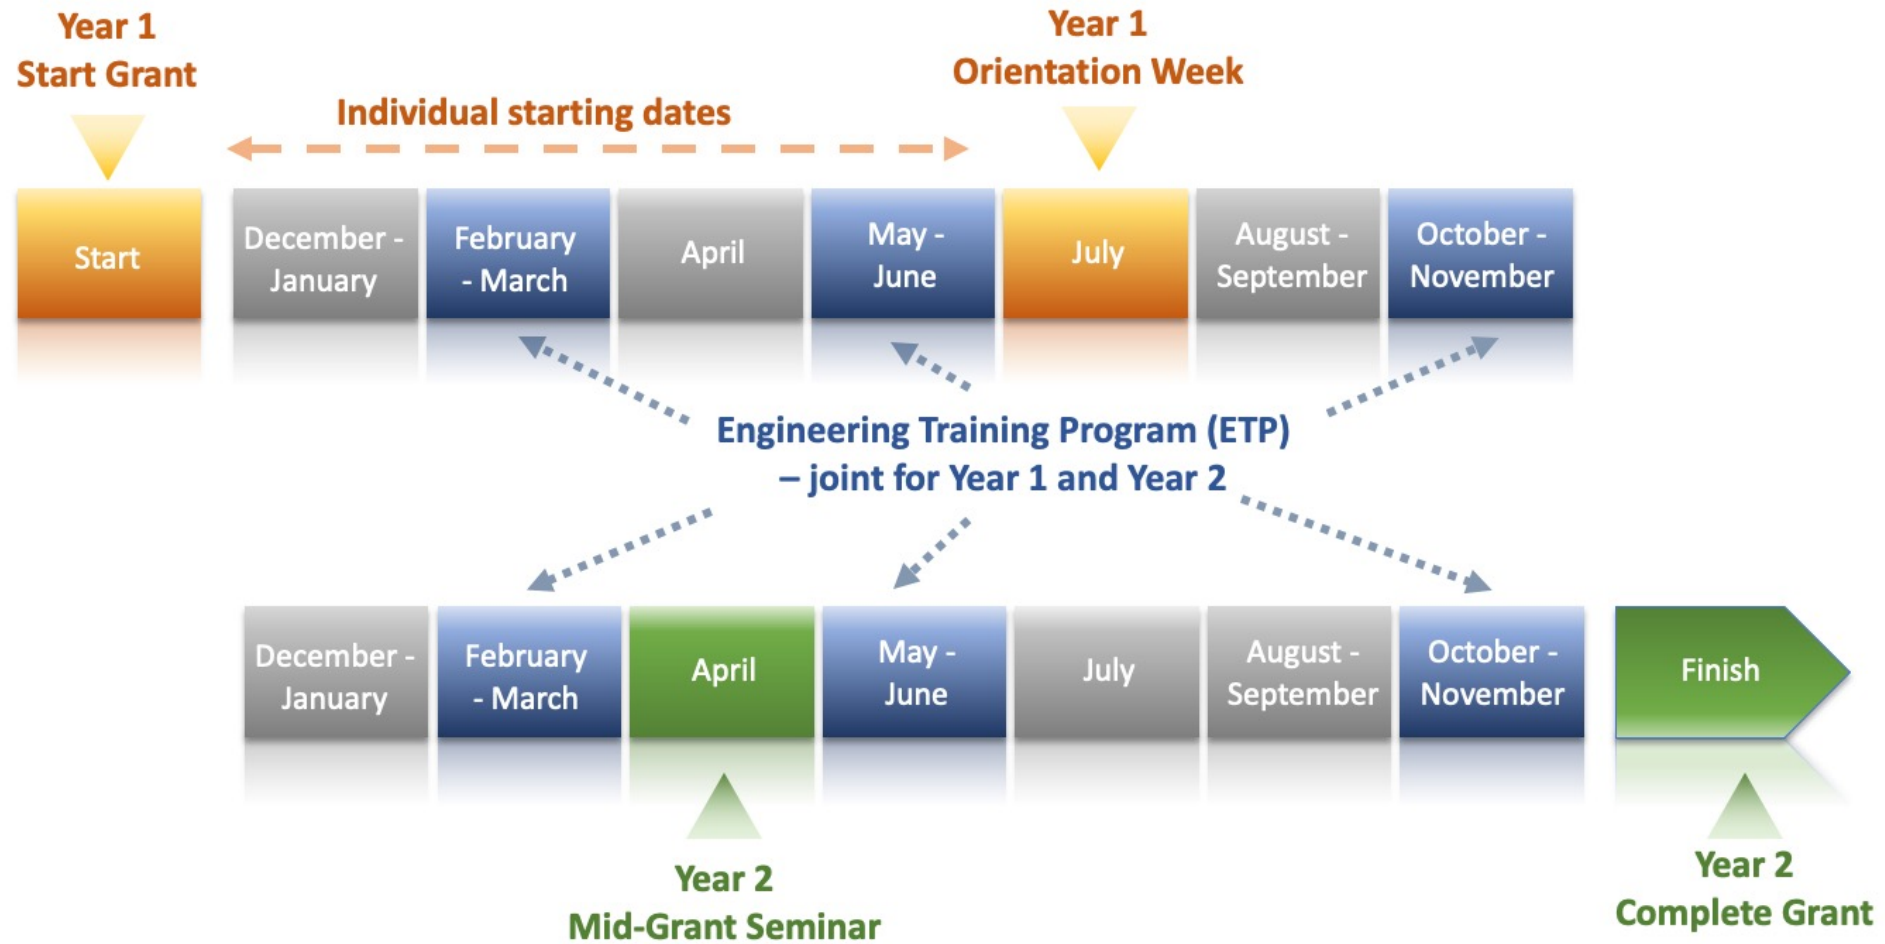 Year 1
Start Grant
Year 1
Orientation Week
Individual starting dates
Start
December -
January
February
- March
April
May -
June
July
August -
September
October -
November
Engineering Training Program (ETP)
– joint for Year 1 and Year 2
December -
January
February
- March
April
May -
June
July
August -
September
October -
November
Finish
Year 2
Mid-Grant Seminar
Year 2
Complete Grant